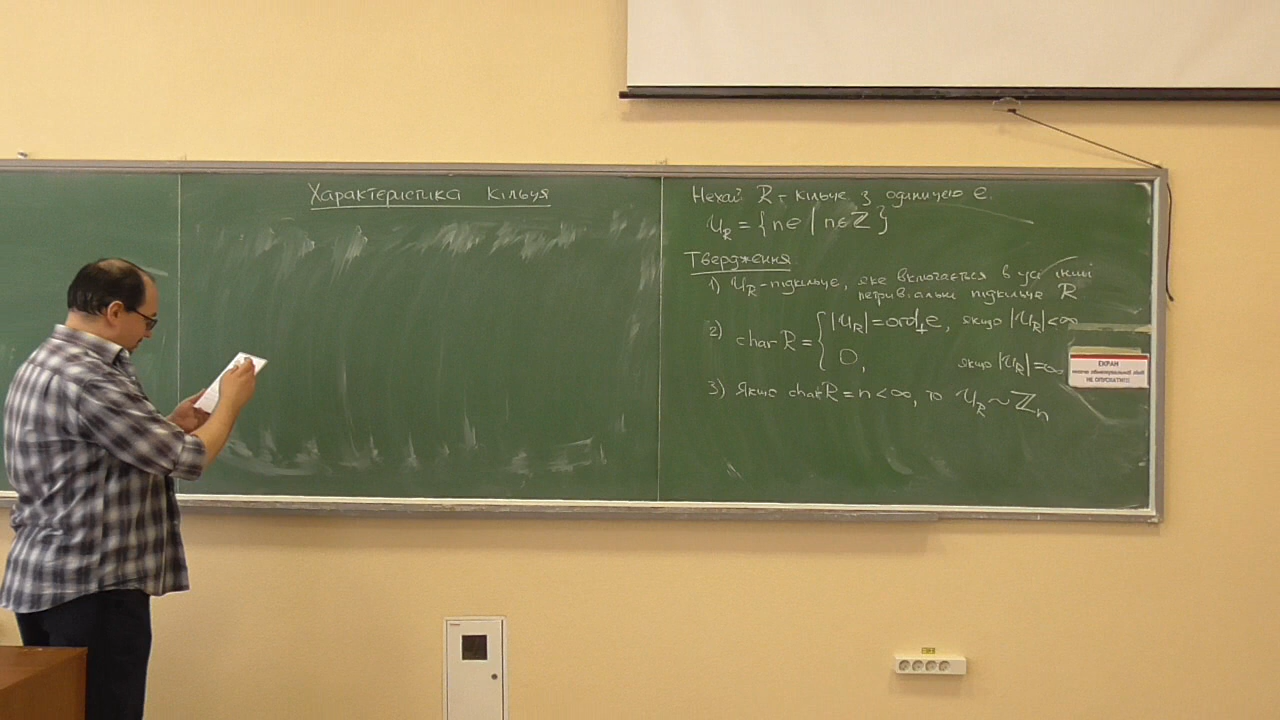 Характеристика кільця
Нехай R - кільце з одиницею e.
U_R = {ne | n∈ℤ}
Твердження
1) U_R - підкільце, яке включається в усі інші
нетривіальні підкільця R
2) char R = { |U_R| = ord₊e, якщо |U_R| < ∞
0, якщо |U_R| = ∞
3) Якщо char R = n < ∞, то U_R ~ ℤ_n
ЕКРАН
НЕ ОПУСКАТИ!!!